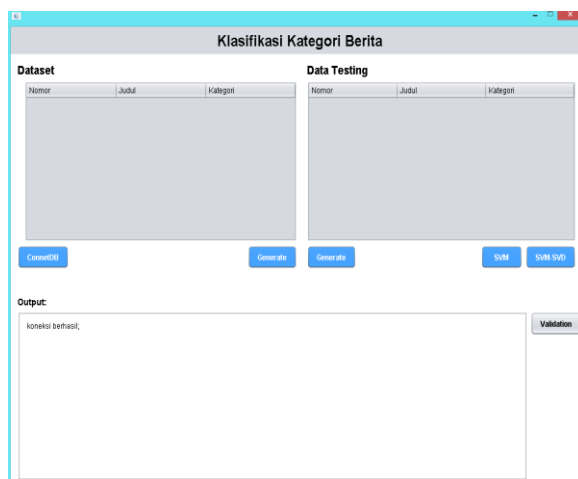 Klasifikasi Kategori Berita
Dataset
Data Testing
Nomor Judul Kategori
Nomor Judul Kategori
ConnetDB
Generate
Generate
SVM
SVM-SVD
Output:
koneksi berhasil;
Validation